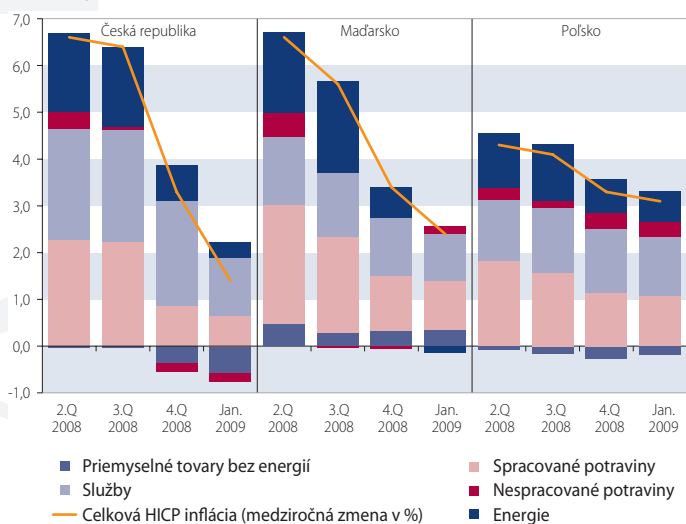 Česká republika Maďarsko Poľsko
7,0
6,0
5,0
4,0
3,0
2,0
1,0
0,0
-1,0
2.Q 3.Q 4.Q Jan. 2.Q 3.Q 4.Q Jan. 2.Q 3.Q 4.Q Jan.
2008 2008 2008 2009 2008 2008 2008 2009 2008 2008 2008 2009
Priemyselné tovary bez energií Spracované potraviny
Služby Nespracované potraviny
Celková HICP inflácia (medziročná zmena v %) Energie